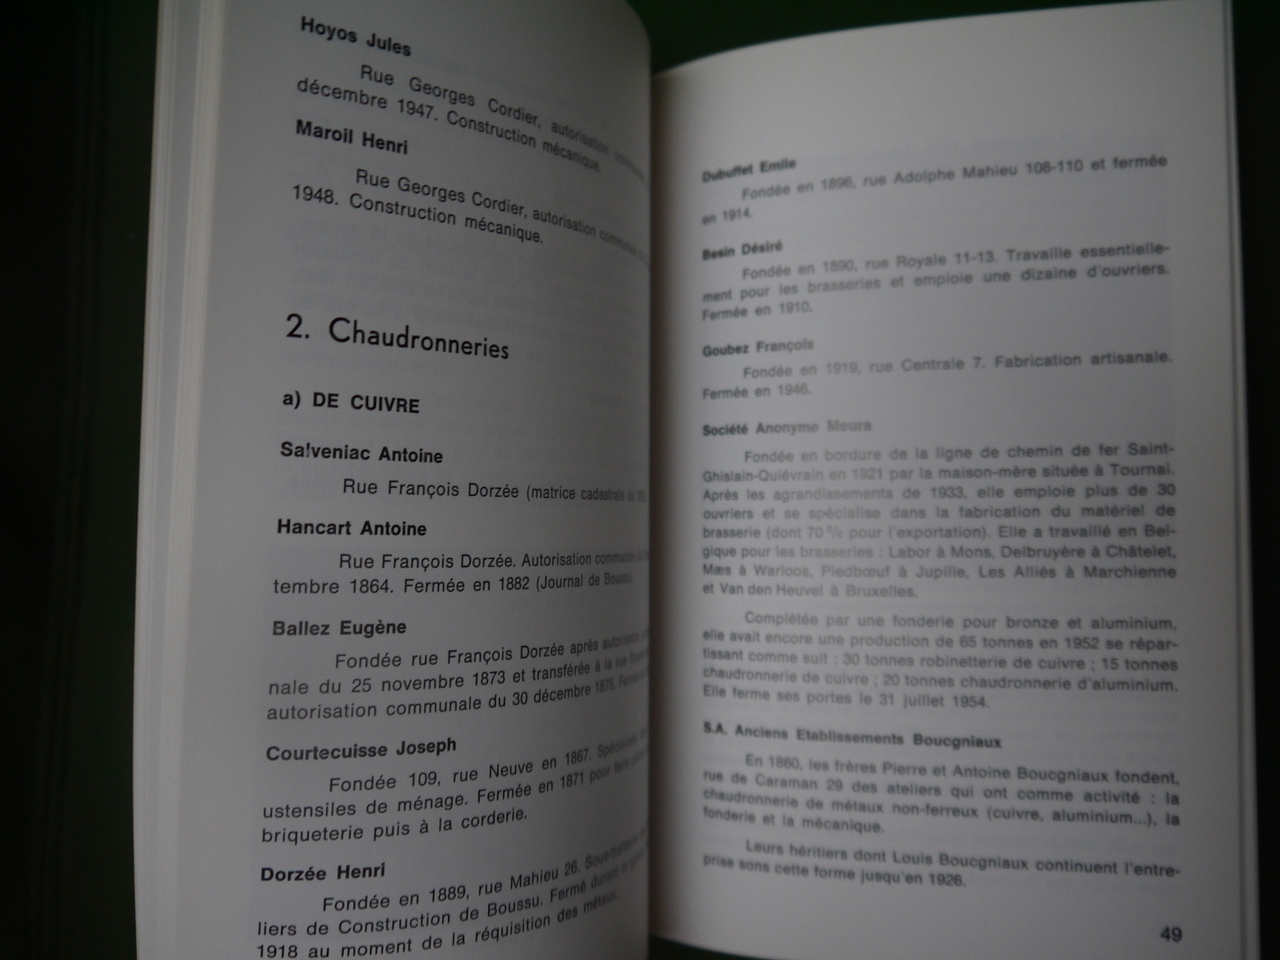 Hoyos Jules
Rue Georges Cordier, autorisation
décembre 1947. Construction mécanique.
Maroil Henri
Rue Georges Cordier, autorisation communale
1948. Construction mécanique.
2. Chaudronneries
a) DE CUIVRE
Salveniac Antoine
Rue François Dorzée (matrice cadastrale de
Hancart Antoine
Rue François Dorzée. Autorisation communale
tembre 1864. Fermée en 1882 (Journal de Boussu).
Ballez Eugène
Fondée rue François Dorzée après autorisation
nale du 25 novembre 1873 et transférée à la rue
autorisation communale du 30 décembre 1875.
Courtecuisse Joseph
Fondée 109, rue Neuve en 1867.
ustensiles de ménage. Fermée en 1871 pour faire
briqueterie puis à la corderie.
Dorzée Henri
Fondée en 1889, rue Mahieu 26.
liers de Construction de Boussu. Fermé durant la
1918 au moment de la réquisition des métaux.
Dubuffet Emile
Fondée en 1896, rue Adolphe Mahieu 108-110 et fermée
en 1914.
Besin Désiré
Fondée en 1890, rue Royale 11-13. Travaille essentielle-
ment pour les brasseries et emploie une dizaine d'ouvriers.
Fermée en 1910.
Goubez François
Fondée en 1919, rue Centrale 7. Fabrication artisanale.
Fermée en 1946.
Société Anonyme Meura
Fondée en bordure de la ligne de chemin de fer Saint-
Ghislain-Quiévrain en 1921 par la maison-mère située à Tournai.
Après les agrandissements de 1933, elle emploie plus de 30
ouvriers et se spécialise dans la fabrication du matériel de
brasserie (dont 70 % pour l'exportation). Elle a travaillé en Bel-
gique pour les brasseries : Labor à Mons, Delbruyère à Châtelet,
Mæs à Warloos, Piedbœuf à Jupille, Les Alliés à Marchienne
et Van den Heuvel à Bruxelles.
Complétée par une fonderie pour bronze et aluminium,
elle avait encore une production de 65 tonnes en 1952 se répar-
tissant comme suit : 30 tonnes robinetterie de cuivre ; 15 tonnes
chaudronnerie de cuivre ; 20 tonnes chaudronnerie d'aluminium.
Elle ferme ses portes le 31 juillet 1954.
S.A. Anciens Etablissements Boucgniaux
En 1860, les frères Pierre et Antoine Boucgniaux fondent,
rue de Caraman 29 des ateliers qui ont comme activité : la
chaudronnerie de métaux non-ferreux (cuivre, aluminium...), la
fonderie et la mécanique.
Leurs héritiers dont Louis Boucgniaux continuent l'entre-
prise sons cette forme jusqu'en 1926.
49